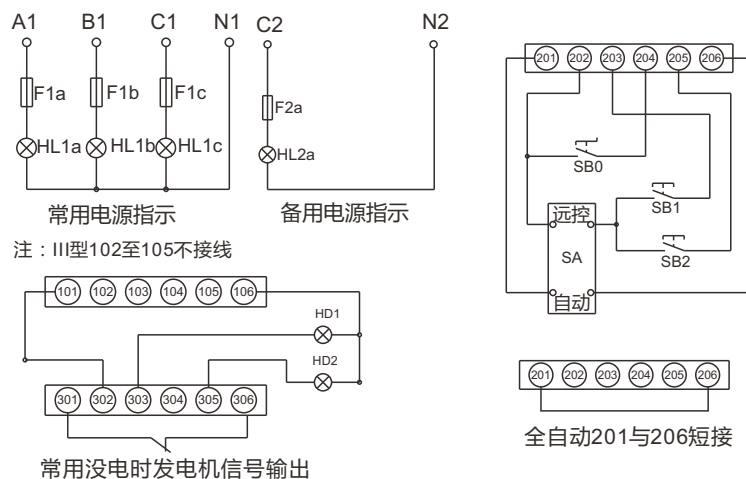 A1 B1 C1 N1
F1a F1b F1c
HL1a HL1b HL1c
常用电源指示
C2 N2
F2a
HL2a
备用电源指示
注：III型102至105不接线
101 102 103 104 105 106
HD1
HD2
301 302 303 304 305 306
常用没电时发电机信号输出
201 202 203 204 205 206
SB0
SB1
远控
SA
SB2
自动
201 202 203 204 205 206
全自动201与206短接